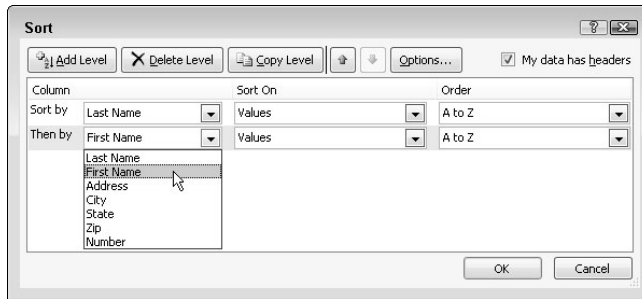 Sort
Add Level Delete Level Copy Level Options... My data has headers
Column Sort On Order
Sort by Last Name Values A to Z
Then by First Name Values A to Z
Last Name
First Name
Address
City
State
Zip
Number
OK Cancel